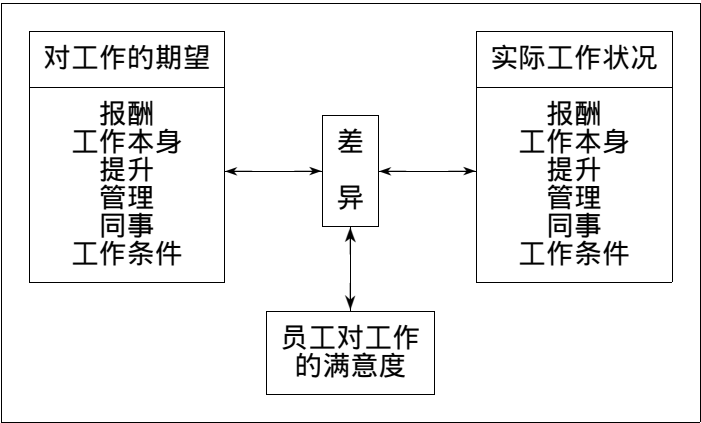 对工作的期望
报酬
工作本身
提升
管理
同事
工作条件
差
异
实际工作状况
报酬
工作本身
提升
管理
同事
工作条件
员工对工作
的满意度